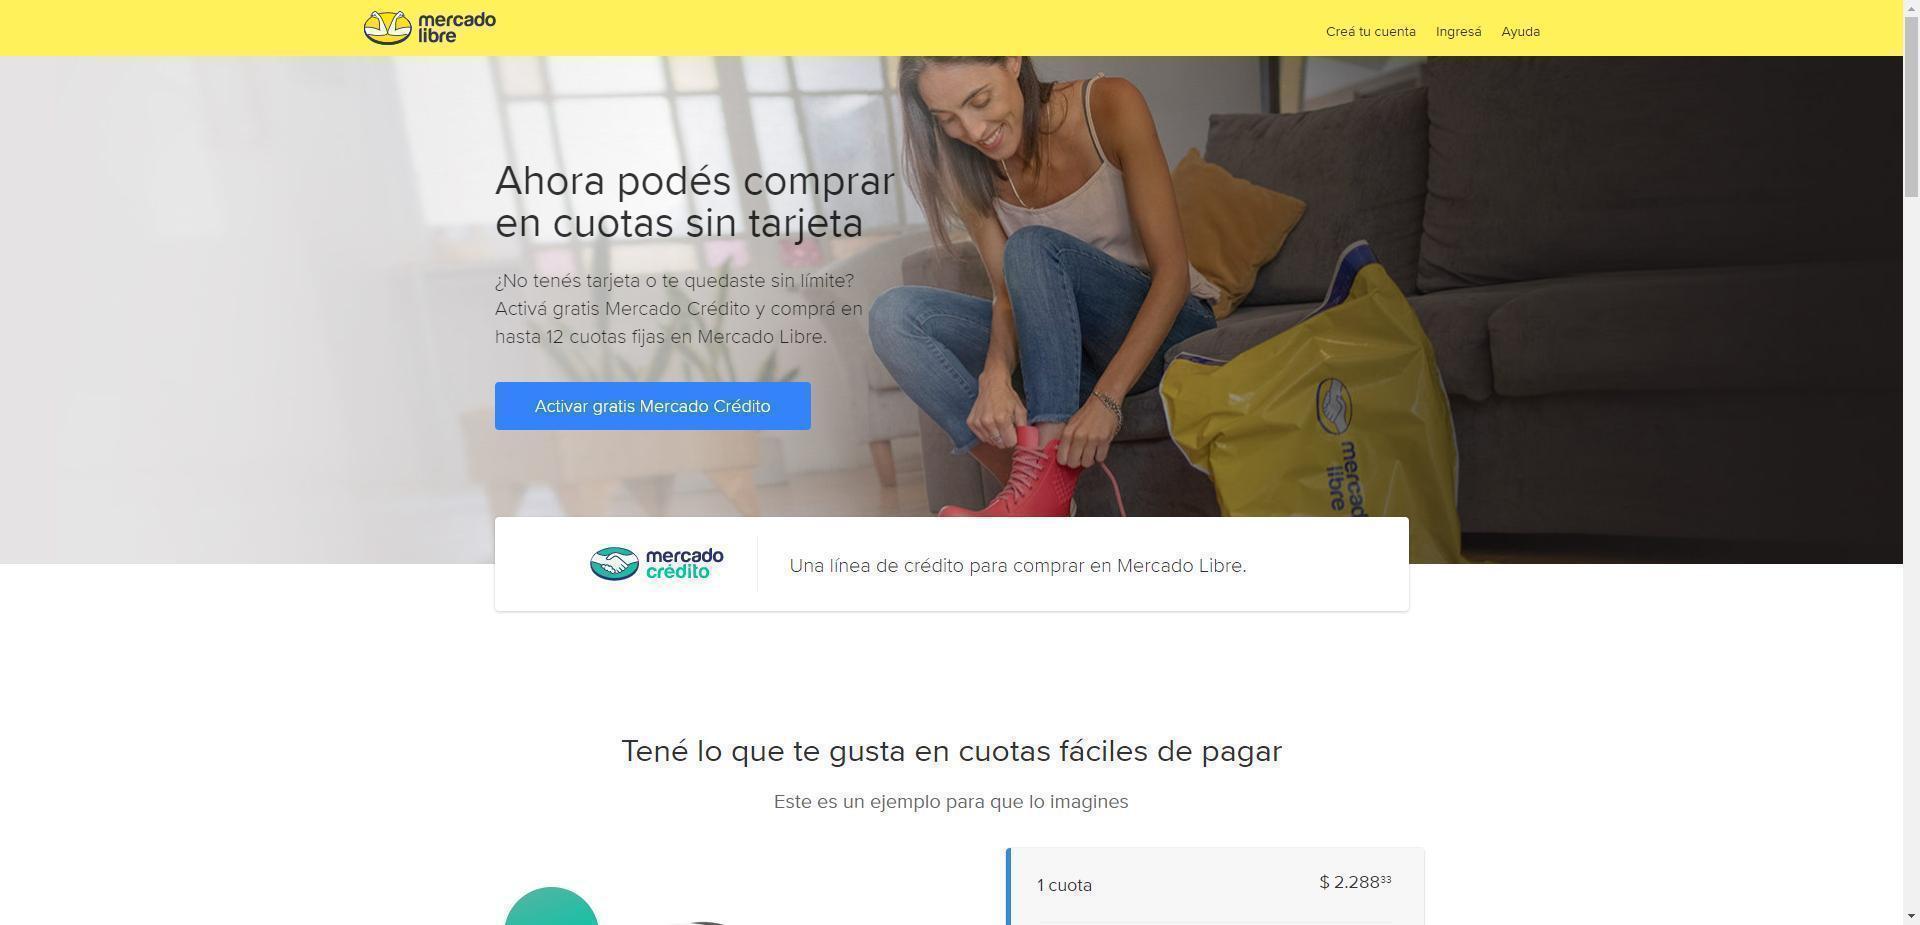 mercado
libre
Creá tu cuenta Ingresá Ayuda
Ahora podés comprar
en cuotas sin tarjeta
¿No tenés tarjeta o te quedaste sin límite?
Activá gratis Mercado Crédito y comprá en
hasta 12 cuotas fijas en Mercado Libre.
Activar gratis Mercado Crédito
mercado
libre
mercado
crédito
Una línea de crédito para comprar en Mercado Libre.
Tené lo que te gusta en cuotas fáciles de pagar
Este es un ejemplo para que lo imagines
1 cuota $ 2.288³³